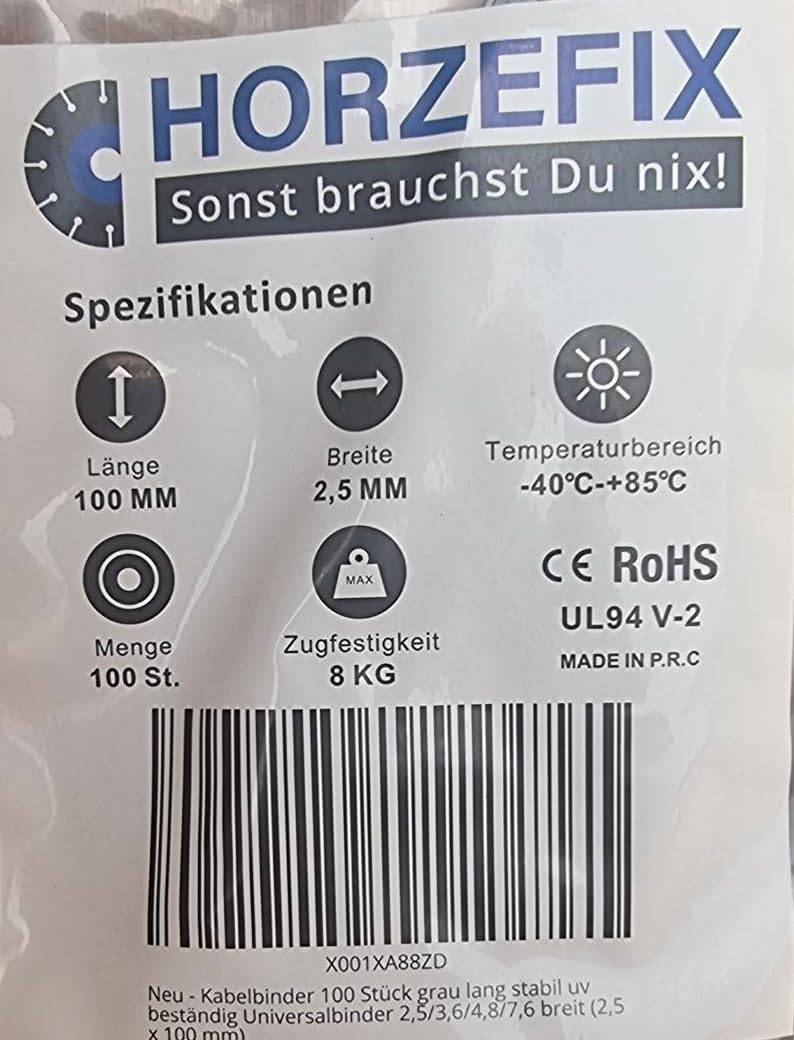 HORZEFIX
Sonst brauchst Du nix!
Spezifikationen
Länge
100 MM
Breite
2,5 MM
Temperaturbereich
-40°C-+85°C
Menge
100 St.
MAX
Zugfestigkeit
8 KG
CE RoHS
UL94 V-2
MADE IN P.R.C
X001XA88ZD
Neu - Kabelbinder 100 Stück grau lang stabil uv
beständig Universalbinder 2,5/3,6/4,8/7,6 breit (2,5
x 100 mm)